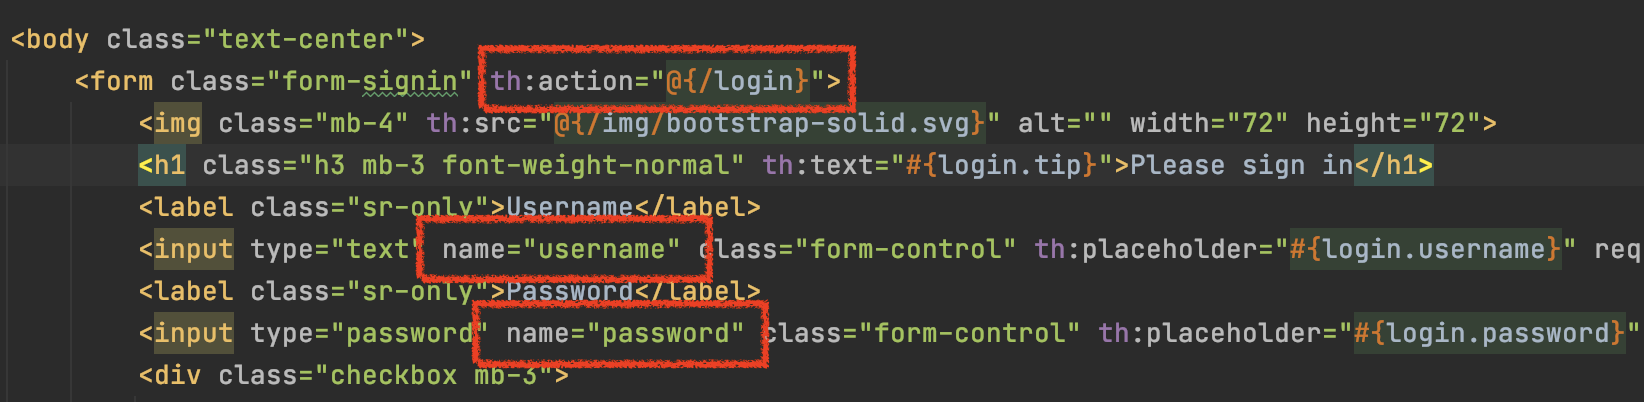 <body class="text-center">
<form class="form-signin" th:action="@{/login}">
<img class="mb-4" th:src="@{/img/bootstrap-solid.svg}" alt="" width="72" height="72">
<h1 class="h3 mb-3 font-weight-normal" th:text="#{login.tip}">Please sign in</h1>
<label class="sr-only">Username</label>
<input type="text" name="username" class="form-control" th:placeholder="#{login.username}" req
<label class="sr-only">Password</label>
<input type="password" name="password" class="form-control" th:placeholder="#{login.password}"
<div class="checkbox mb-3">